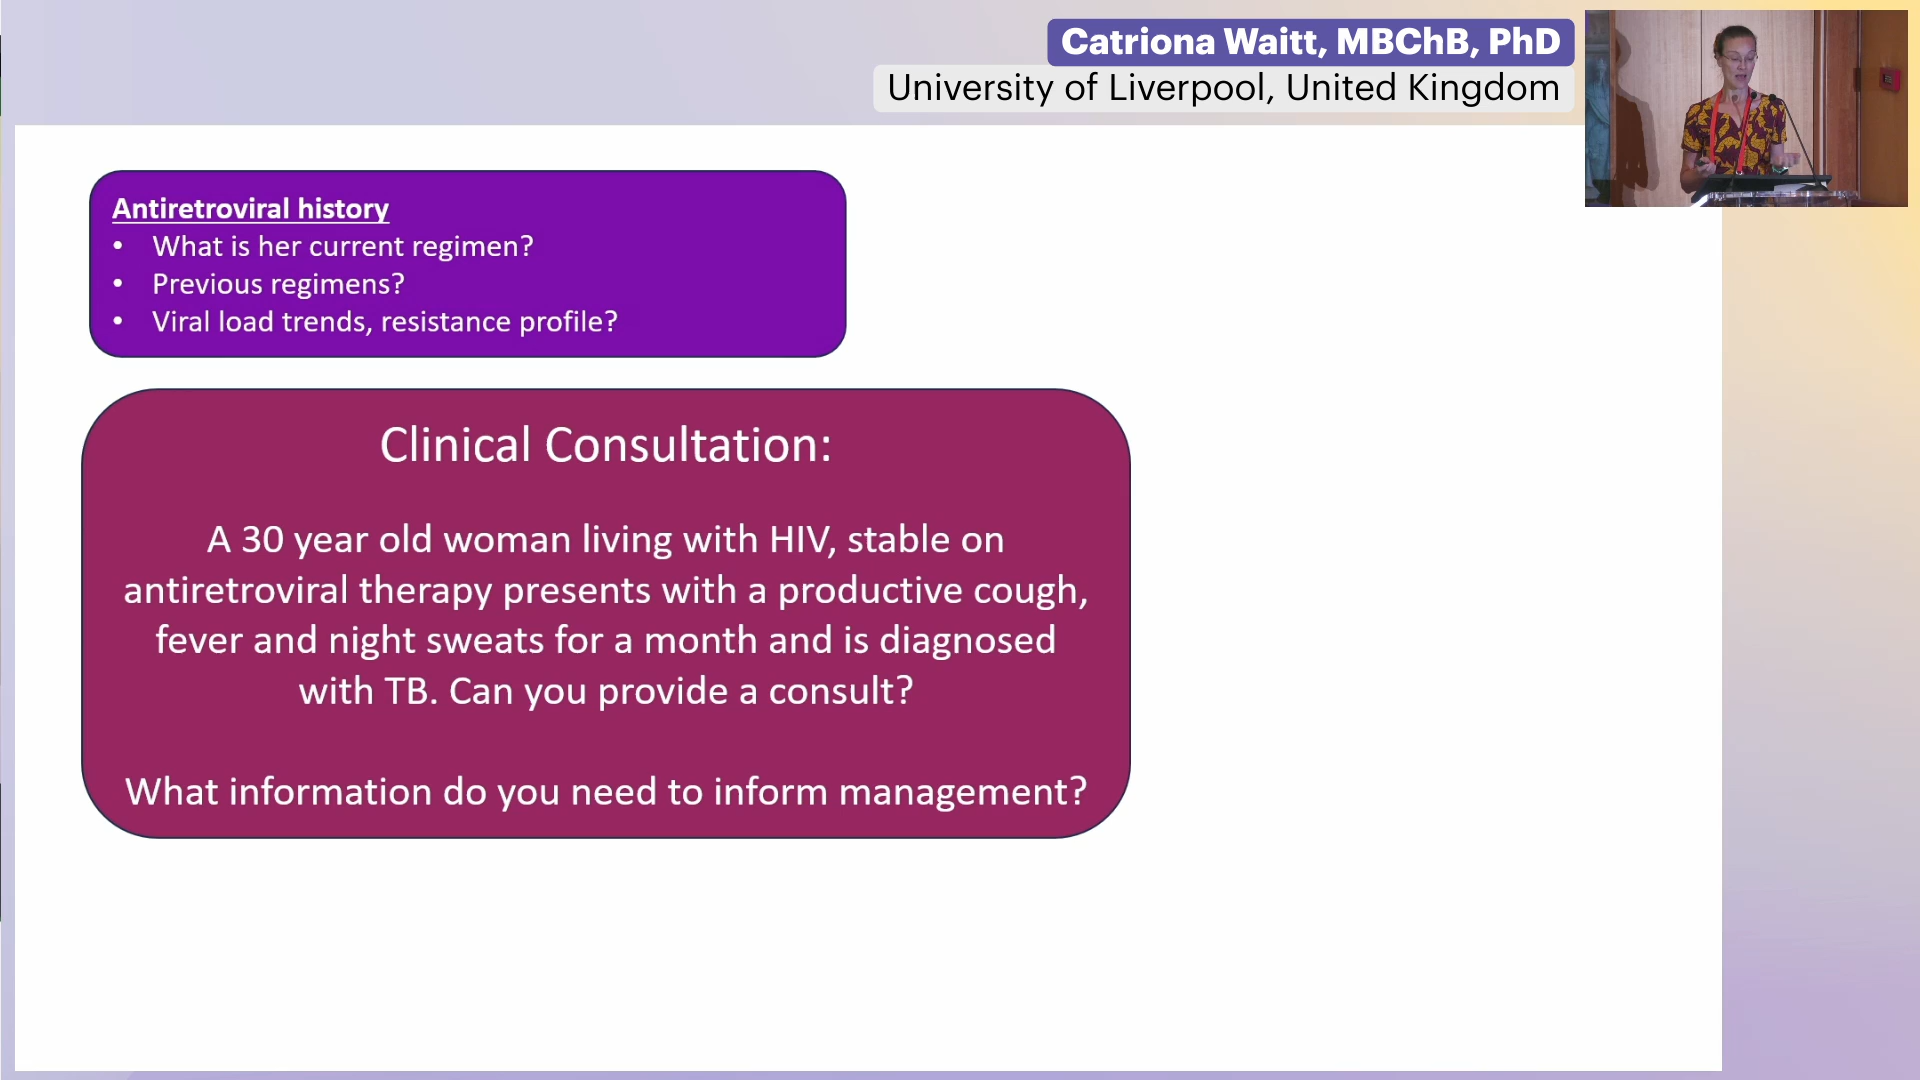 Catriona Waitt, MBChB, PhD
University of Liverpool, United Kingdom
Antiretroviral history
• What is her current regimen?
• Previous regimens?
• Viral load trends, resistance profile?
Clinical Consultation:
A 30 year old woman living with HIV, stable on
antiretroviral therapy presents with a productive cough,
fever and night sweats for a month and is diagnosed
with TB. Can you provide a consult?
What information do you need to inform management?